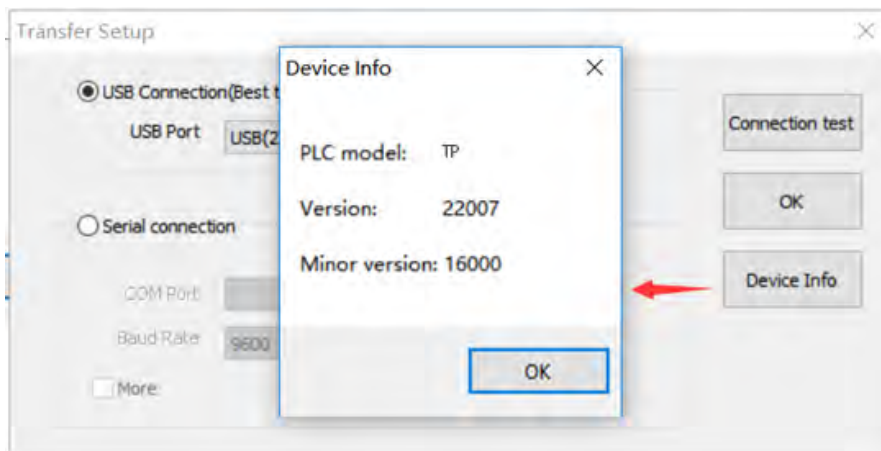 Transfer Setup
Device Info
USB Connection(Best t
USB Port
USB(2
Connection test
PLC model: TP
Version: 22007
OK
Serial connection
Minor version: 16000
Device Info
COM Port:
Baud Rate:
9600
OK
More